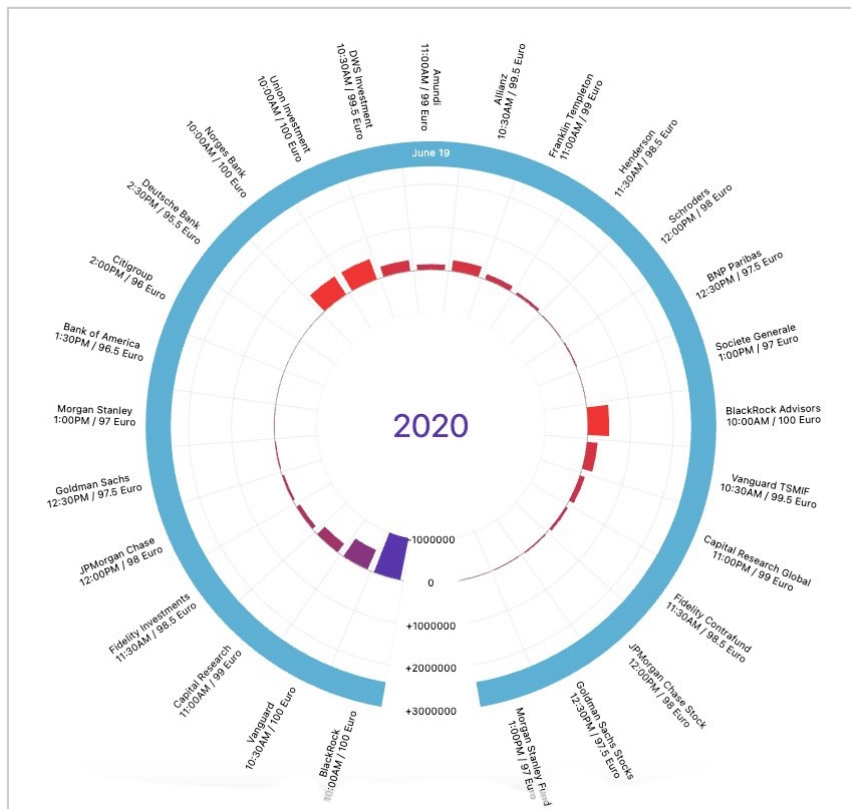 June 19
2020
-1000000
0
+1000000
+2000000
+3000000
BlackRock
10:00AM / 100 Euro
Vanguard
10:30AM / 100 Euro
Capital Research
11:00AM / 99 Euro
Fidelity Investments
11:30AM / 98.5 Euro
JPMorgan Chase
12:00PM / 98 Euro
Goldman Sachs
12:30PM / 97.5 Euro
Morgan Stanley
1:00PM / 97 Euro
Bank of America
1:30PM / 96.5 Euro
Citigroup
2:00PM / 96 Euro
Deutsche Bank
2:30PM / 95.5 Euro
Norges Bank
10:00AM / 100 Euro
Union Investment
10:00AM / 100 Euro
DWS Investment
10:30AM / 99.5 Euro
Amundi
11:00AM / 99 Euro
Allianz
10:30AM / 99.5 Euro
Franklin Templeton
11:00AM / 99 Euro
Henderson
11:30AM / 98.5 Euro
Schroders
12:00PM / 98 Euro
BNP Paribas
12:30PM / 97.5 Euro
Societe Generale
1:00PM / 97 Euro
BlackRock Advisors
10:00AM / 100 Euro
Vanguard TSMIF
10:30AM / 99.5 Euro
Capital Research Global
11:00PM / 99 Euro
Fidelity Contrafund
11:30AM / 98.5 Euro
JPMorgan Chase Stock
12:00PM / 98 Euro
Goldman Sachs Stocks
12:30PM / 97.5 Euro
Morgan Stanley Fund
1:00PM / 97 Euro